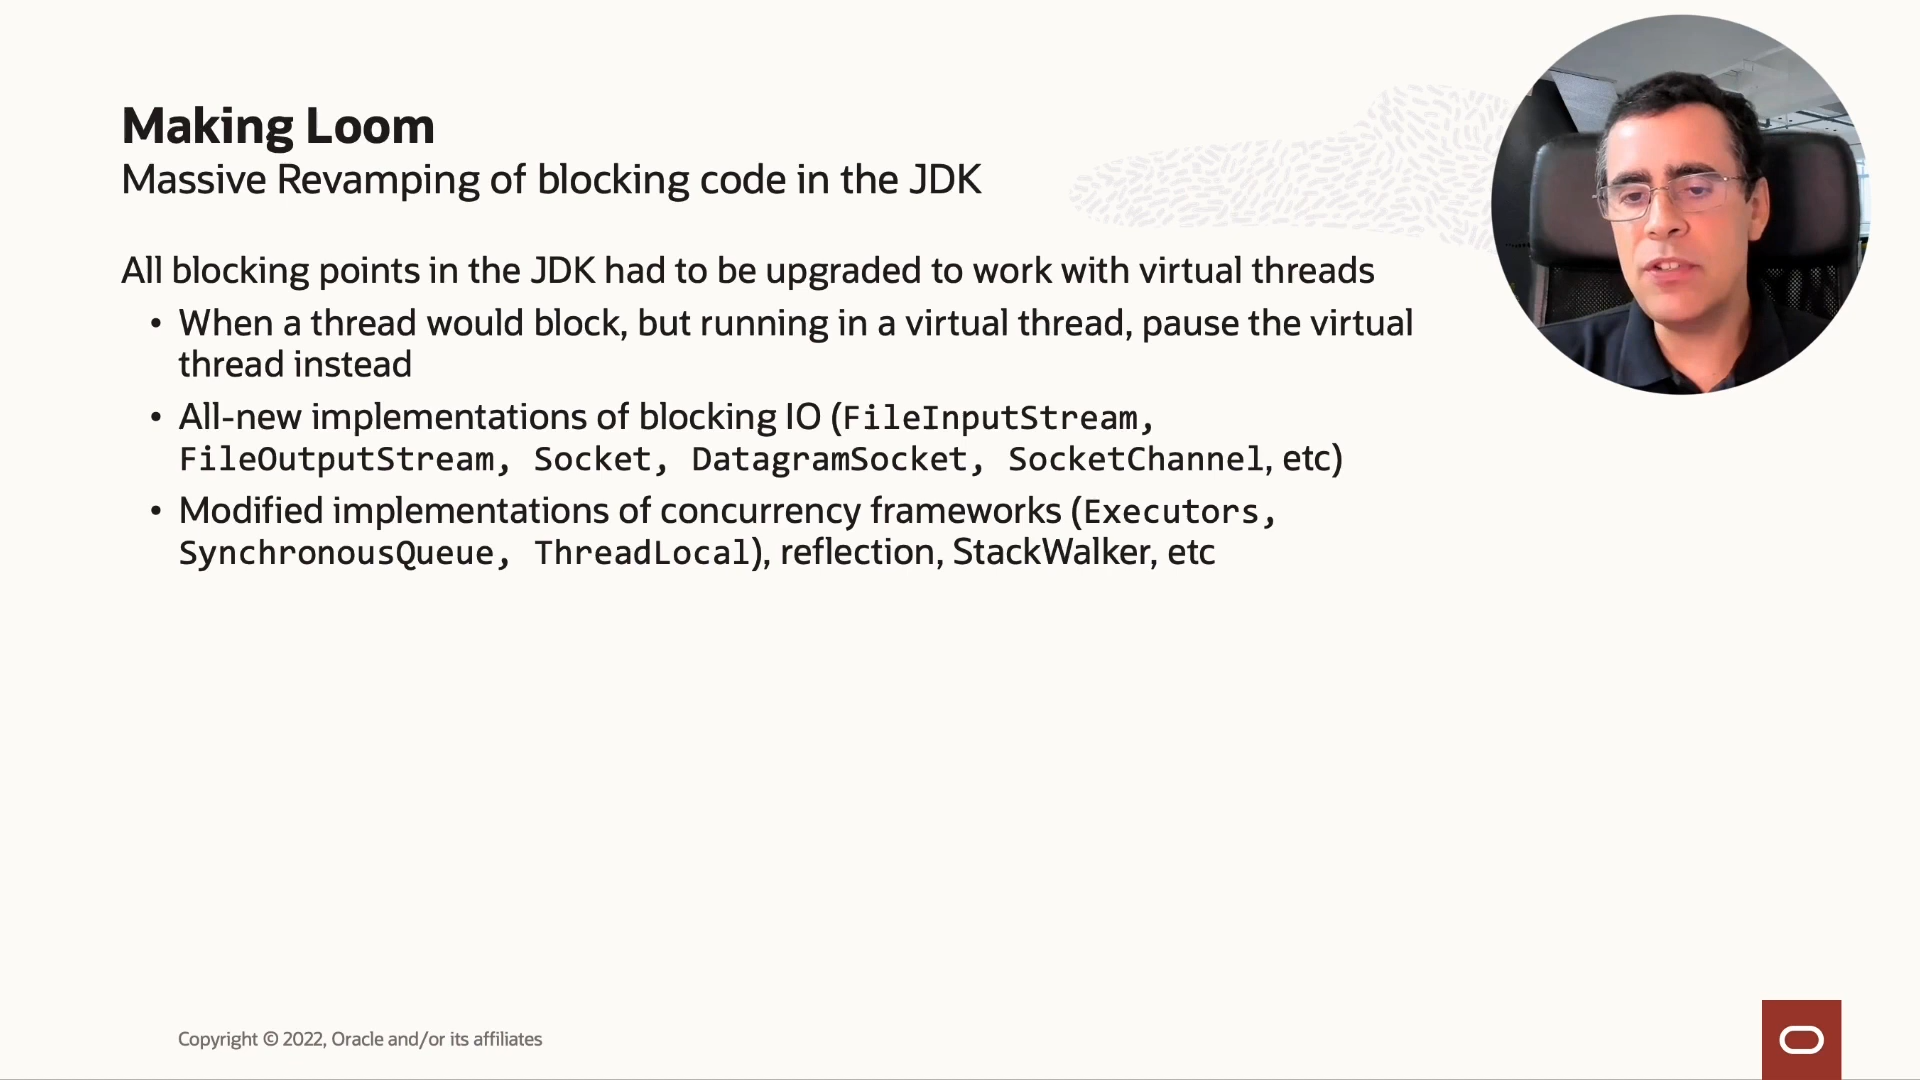 Making Loom
Massive Revamping of blocking code in the JDK
All blocking points in the JDK had to be upgraded to work with virtual threads
• When a thread would block, but running in a virtual thread, pause the virtual
thread instead
• All-new implementations of blocking IO (FileInputStream,
FileOutputStream, Socket, DatagramSocket, SocketChannel, etc)
• Modified implementations of concurrency frameworks (Executors,
SynchronousQueue, ThreadLocal), reflection, StackWalker, etc
Copyright © 2022, Oracle and/or its affiliates